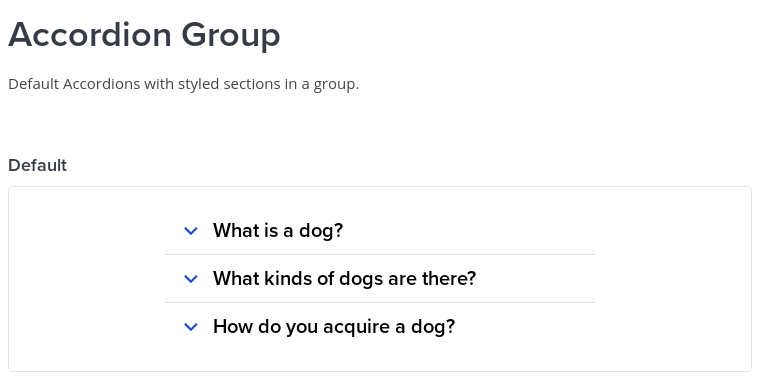 Accordion Group
Default Accordions with styled sections in a group.
Default
What is a dog?
What kinds of dogs are there?
How do you acquire a dog?